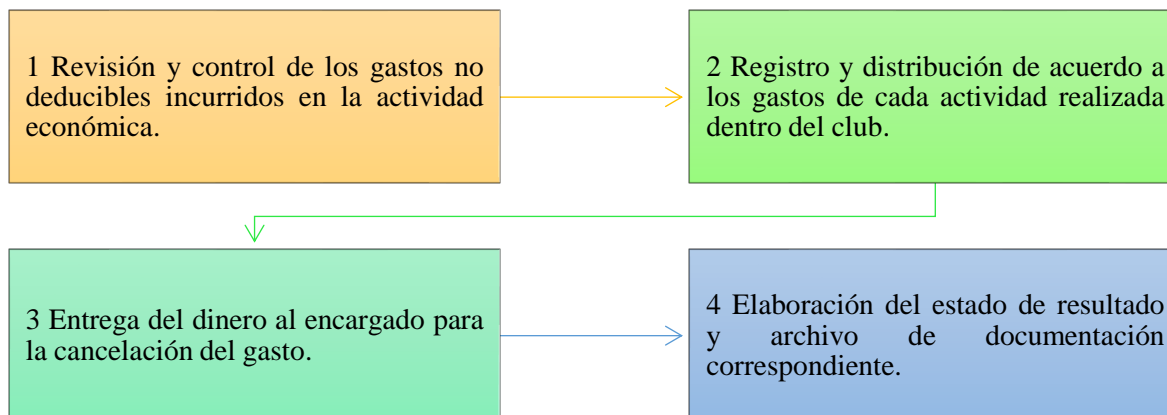 1 Revisión y control de los gastos no
deducibles incurridos en la actividad
económica.
2 Registro y distribución de acuerdo a
los gastos de cada actividad realizada
dentro del club.
3 Entrega del dinero al encargado para
la cancelación del gasto.
4 Elaboración del estado de resultado
y archivo de documentación
correspondiente.